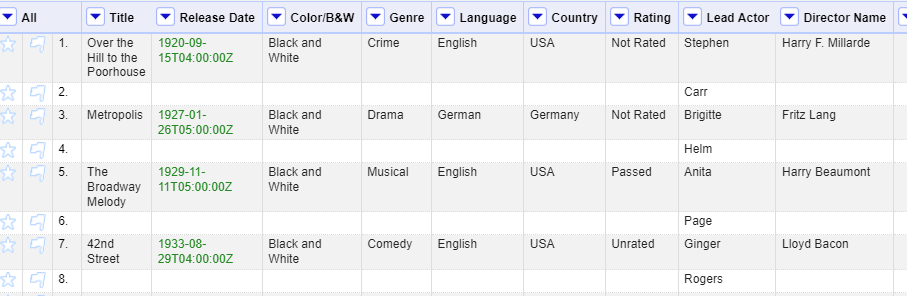 All Title Release Date Color/B&W Genre Language Country Rating Lead Actor Director Name
1. Over the Hill to the Poorhouse 1920-09-15T04:00:00Z Black and White Crime English USA Not Rated Stephen Harry F. Millarde
2. Carr
3. Metropolis 1927-01-26T05:00:00Z Black and White Drama German Germany Not Rated Brigitte Fritz Lang
4. Helm
5. The Broadway Melody 1929-11-11T05:00:00Z Black and White Musical English USA Passed Anita Harry Beaumont
6. Page
7. 42nd Street 1933-08-29T04:00:00Z Black and White Comedy English USA Unrated Ginger Lloyd Bacon
8. Rogers